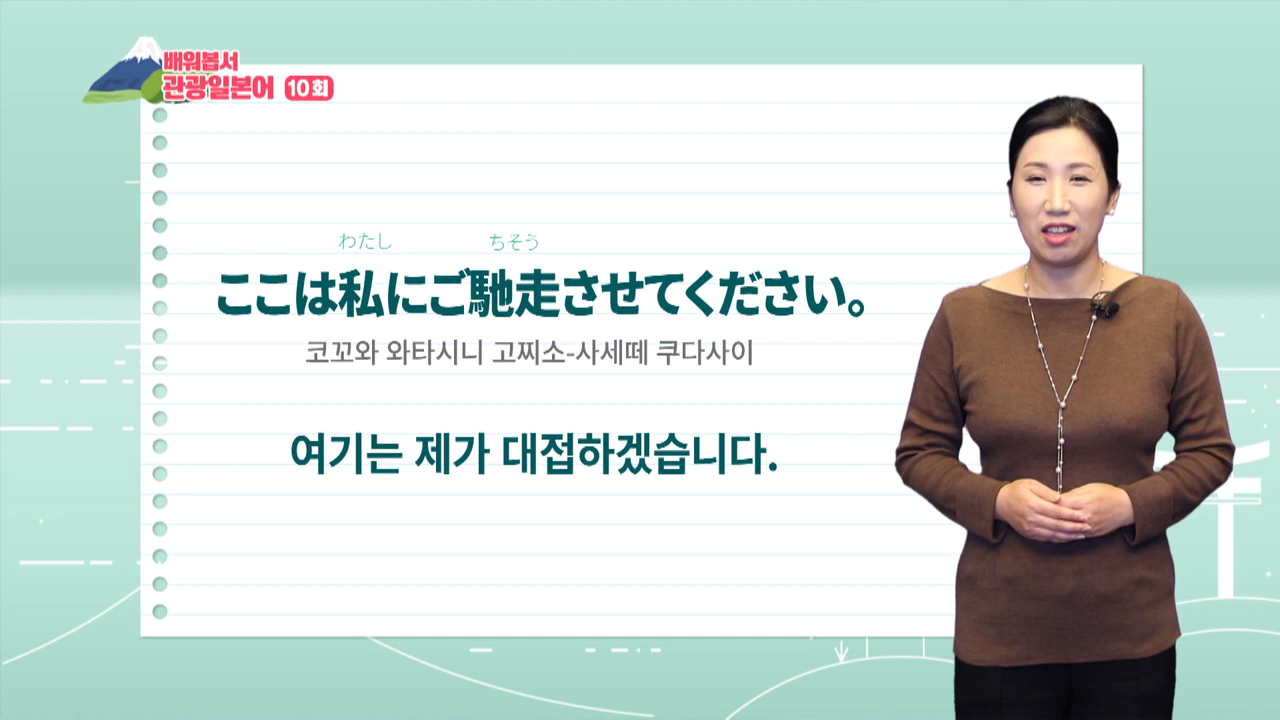 배워봅서
관광일본어 10회
わたし ちそう
ここは私にご馳走させてください。
코꼬와 와타시니 고찌소-사세떼 쿠다사이
여기는 제가 대접하겠습니다.